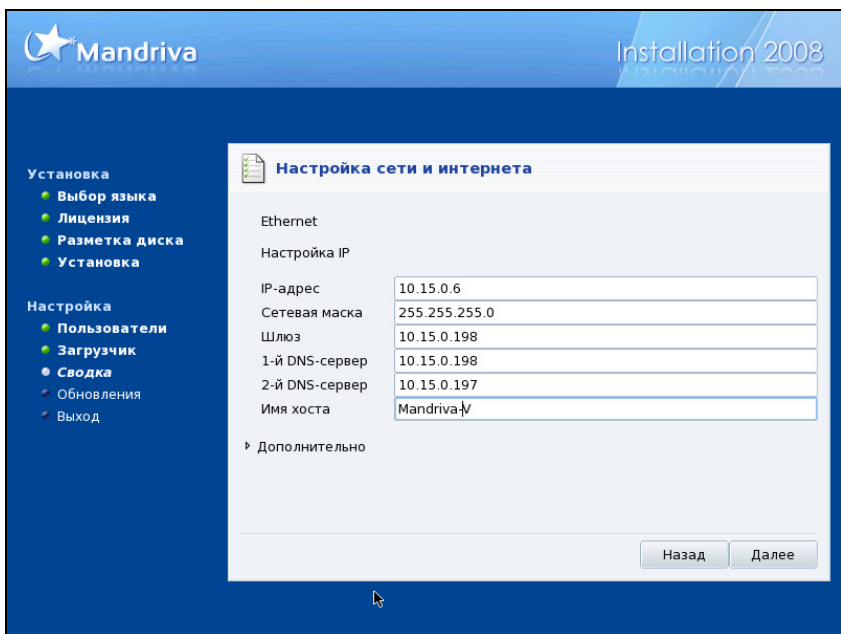 Mandriva
Installation 2008
Установка
Выбор языка
Лицензия
Разметка диска
Установка
Настройка
Пользователи
Загрузчик
Сводка
Обновления
Выход
Настройка сети и интернета
Ethernet
Настройка IP
IP-адрес 10.15.0.6
Сетевая маска 255.255.255.0
Шлюз 10.15.0.198
1-й DNS-сервер 10.15.0.198
2-й DNS-сервер 10.15.0.197
Имя хоста Mandriva-V
Дополнительно
Назад Далее